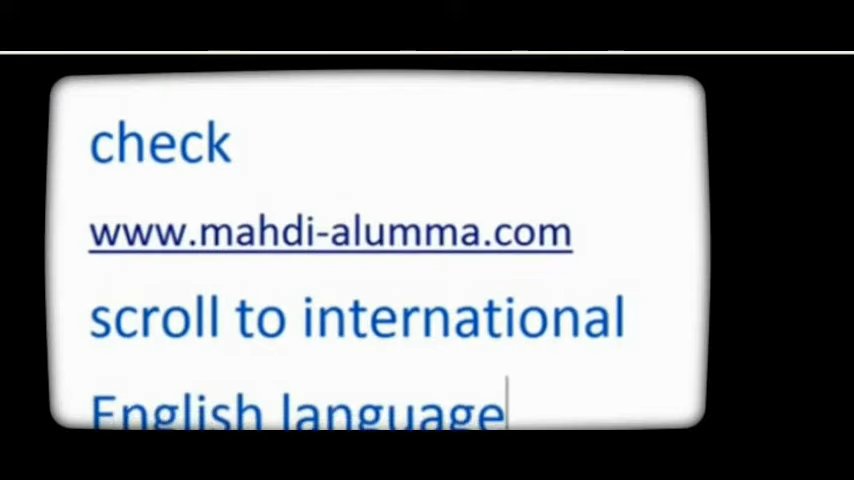 check
www.mahdi-alumma.com
scroll to international
English language